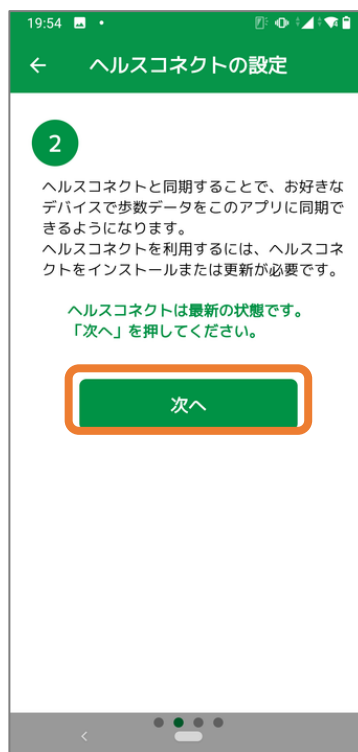 19:54
ヘルスコネクトの設定
2
ヘルスコネクトと同期することで、お好きな
デバイスで歩数データをこのアプリに同期で
きるようになります。
ヘルスコネクトを利用するには、ヘルスコネ
クトをインストールまたは更新が必要です。
ヘルスコネクトは最新の状態です。
「次へ」を押してください。
次へ